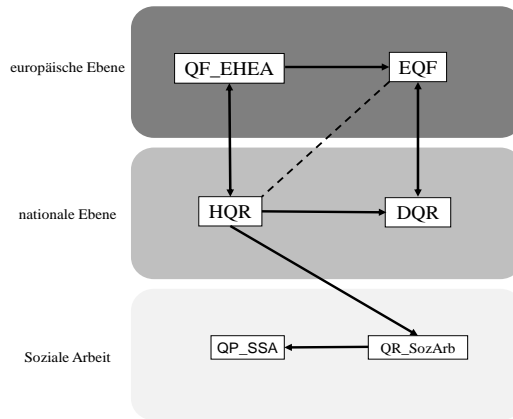 europäische Ebene
QF_EHEA
EQF
nationale Ebene
HQR
DQR
Soziale Arbeit
QP_SSA
QR_SozArb